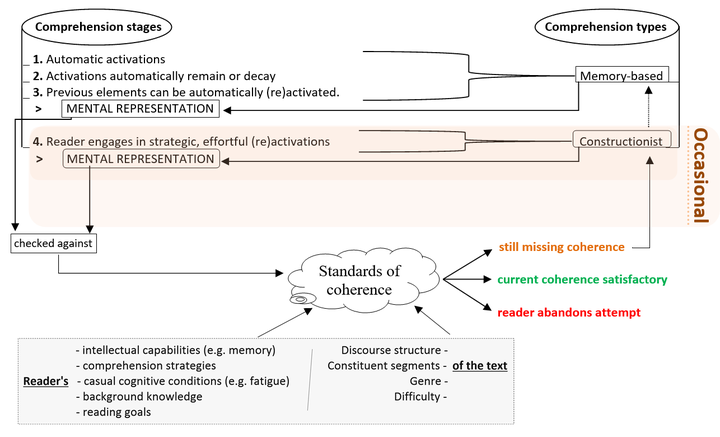 Comprehension stages
Comprehension types
1. Automatic activations
2. Activations automatically remain or decay
3. Previous elements can be automatically (re)activated.
> MENTAL REPRESENTATION
Memory-based
4. Reader engages in strategic, effortful (re)activations
> MENTAL REPRESENTATION
Constructionist
Occasional
checked against
Standards of
coherence
still missing coherence
current coherence satisfactory
reader abandons attempt
Reader's
- intellectual capabilities (e.g. memory)
- comprehension strategies
- casual cognitive conditions (e.g. fatigue)
- background knowledge
- reading goals
Discourse structure -
Constituent segments - of the text
Genre -
Difficulty -